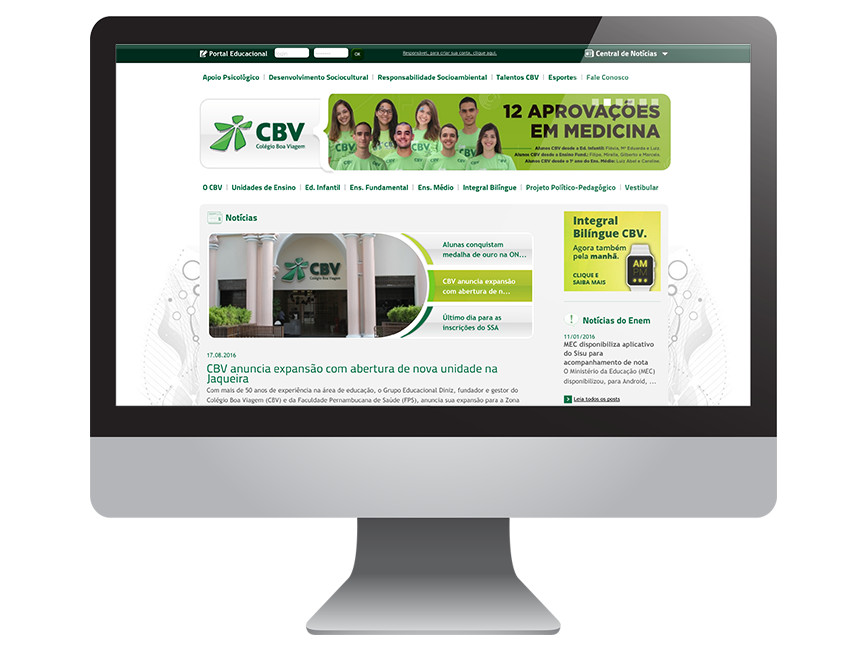 Portal Educacional
OK
Responsável, para criar sua conta, clique aqui.
Central de Notícias
Apoio Psicológico | Desenvolvimento Sociocultural | Responsabilidade Socioambiental | Talentos CBV | Esportes | Fale Conosco
CBV
Colégio Boa Viagem
12 APROVAÇÕES
EM MEDICINA
Alunos CBV desde a Ed. Infantil: Flávia, Mª Eduarda e Luiz
Alunos CBV desde o Ensino Fund.: Filipe, Mirella, Gilberto e Marcela
Alunos CBV desde o 1º ano do Ens. Médio: Luiz Abel e Caroline
O CBV | Unidades de Ensino | Ed. Infantil | Ens. Fundamental | Ens. Médio | Integral Bilíngue | Projeto Político-Pedagógico | Vestibular
Notícias
CBV
Colégio Boa Viagem
Alunas conquistam
medalha de ouro na ON...
CBV anuncia expansão
com abertura de n...
Último dia para as
inscrições do SSA
17.08.2016
CBV anuncia expansão com abertura de nova unidade na
Jaqueira
Com mais de 50 anos de experiência na área de educação, o Grupo Educacional Diniz, fundador e gestor do
Colégio Boa Viagem (CBV) e da Faculdade Pernambucana de Saúde (FPS), anuncia sua expansão para a Zona
Integral
Bilíngue CBV.
Agora também
pela manhã.
CLIQUE E
SAIBA MAIS
AM
PM
Notícias do Enem
11/01/2016
MEC disponibiliza aplicativo
do Sisu para
acompanhamento de nota
O Ministério da Educação (MEC)
disponibilizou, para Android, ...
Leia todos os posts